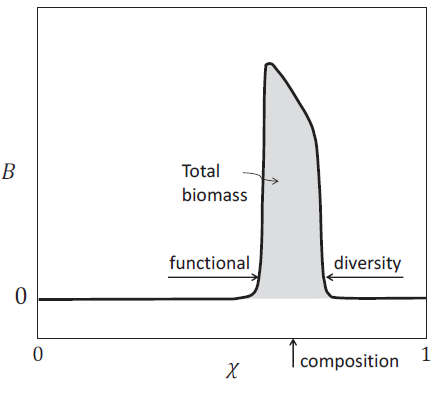 B
Total
biomass
functional
diversity
0
0
χ
composition
1